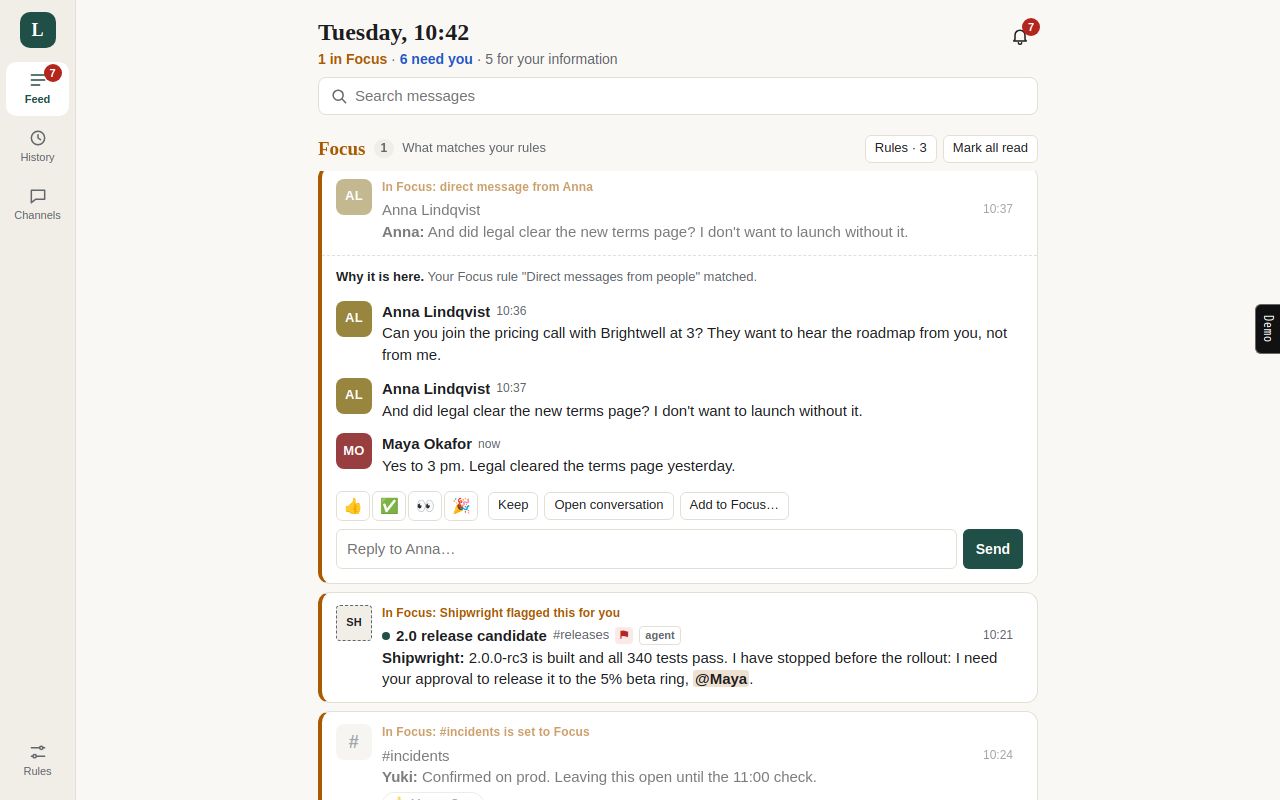 L
7
Feed
History
Channels
Rules
Tuesday, 10:42
7
1 in Focus · 6 need you · 5 for your information
Search messages
Focus 1 What matches your rules Rules · 3 Mark all read
AL In Focus: direct message from Anna
Anna Lindqvist 10:37
Anna: And did legal clear the new terms page? I don't want to launch without it.
Why it is here. Your Focus rule "Direct messages from people" matched.
AL Anna Lindqvist 10:36
Can you join the pricing call with Brightwell at 3? They want to hear the roadmap from you, not
from me.
AL Anna Lindqvist 10:37
And did legal clear the new terms page? I don't want to launch without it.
MO Maya Okafor now
Yes to 3 pm. Legal cleared the terms page yesterday.
Keep Open conversation Add to Focus…
Reply to Anna… Send
SH In Focus: Shipwright flagged this for you
2.0 release candidate #releases agent 10:21
Shipwright: 2.0.0-rc3 is built and all 340 tests pass. I have stopped before the rollout: I need
your approval to release it to the 5% beta ring, @Maya.
# In Focus: #incidents is set to Focus
#incidents 10:24
Yuki: Confirmed on prod. Leaving this open until the 11:00 check.
Demo